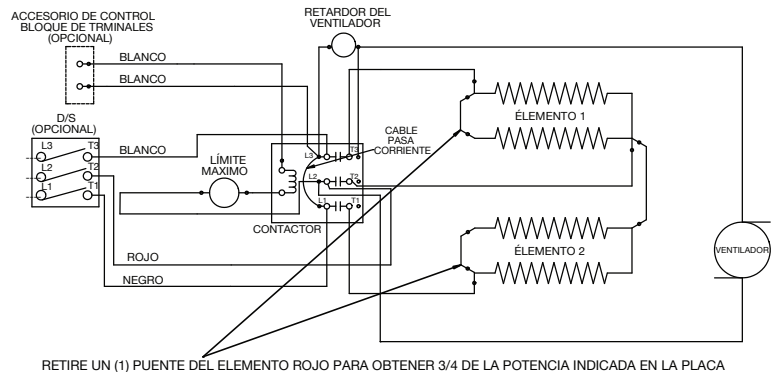 ACCESORIO DE CONTROL
BLOQUE DE TRMINALES
(OPCIONAL)
RETARDOR DEL
VENTILADOR
BLANCO
BLANCO
D/S
(OPCIONAL)
L3 T3
L2 T2
L1 T1
BLANCO
LÍMITE
MAXIMO
L3 T3
L2 T2
L1 T1
CABLE
PASA
CORRIENTE
CONTACTOR
ROJO
NEGRO
ÉLEMENTO 1
ÉLEMENTO 2
VENTILADOR
RETIRE UN (1) PUENTE DEL ELEMENTO ROJO PARA OBTENER 3/4 DE LA POTENCIA INDICADA EN LA PLACA